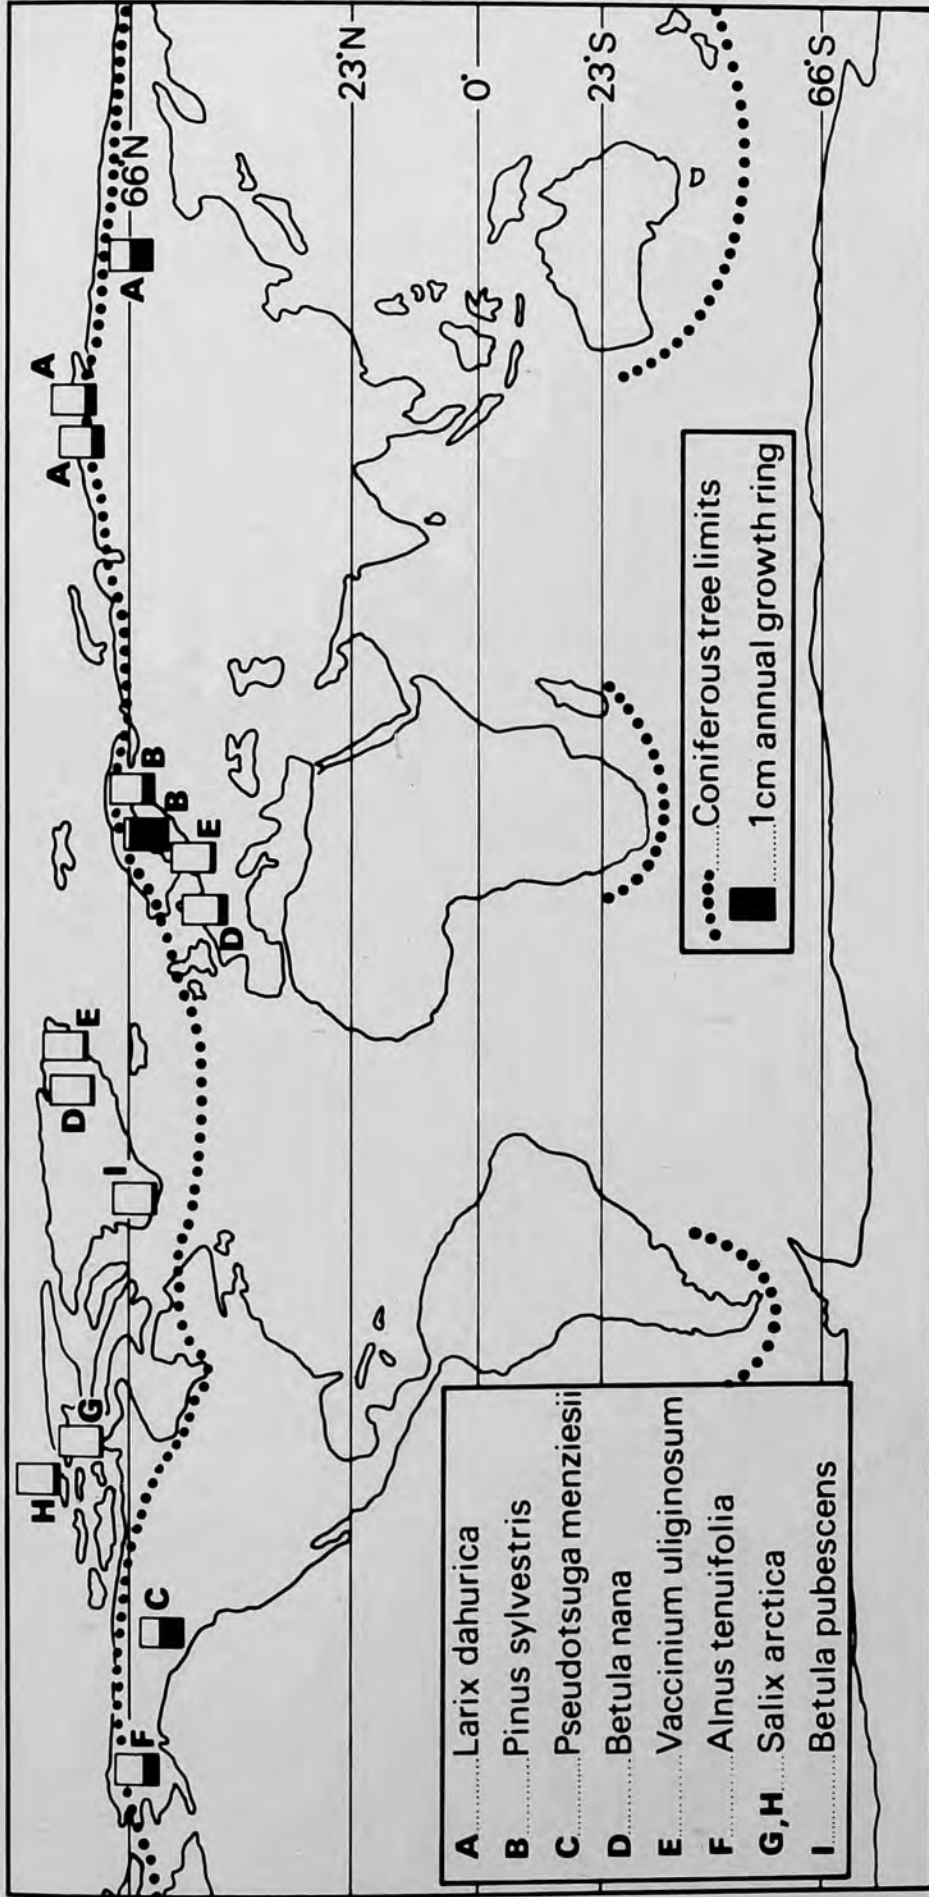 A
A
A
66°N
B
B
E
D
E
D
I
G
H
C
F
23°N
0°
23°S
66°S
Coniferous tree limits
1cm annual growth ring
A Larix dahurica
B Pinus sylvestris
C Pseudotsuga menziesii
D Betula nana
E Vaccinium uliginosum
F Alnus tenuifolia
G,H Salix arctica
I Betula pubescens